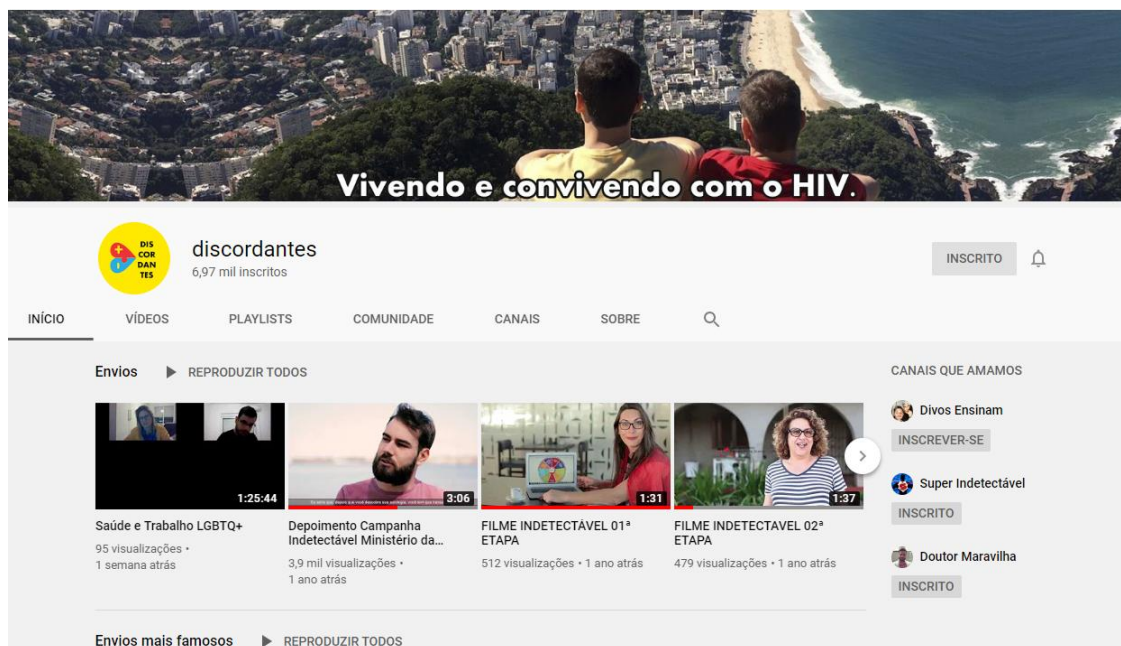 Vivendo e convivendo com o HIV.
DIS
COR
DAN
TES
discordantes
6,97 mil inscritos
INSCRITO
INÍCIO VÍDEOS PLAYLISTS COMUNIDADE CANAIS SOBRE
Envios REPRODUZIR TODOS
1:25:44
Saúde e Trabalho LGBTQ+
95 visualizações •
1 semana atrás
3:06
Depoimento Campanha
Indetectável Ministério da...
3,9 mil visualizações •
1 ano atrás
1:31
FILME INDETECTÁVEL 01ª
ETAPA
512 visualizações • 1 ano atrás
1:37
FILME INDETECTAVEL 02ª
ETAPA
479 visualizações • 1 ano atrás
CANAIS QUE AMAMOS
Divos Ensinam
INSCREVER-SE
Super Indetectável
INSCRITO
Doutor Maravilha
INSCRITO
Envios mais famosos REPRODUZIR TODOS